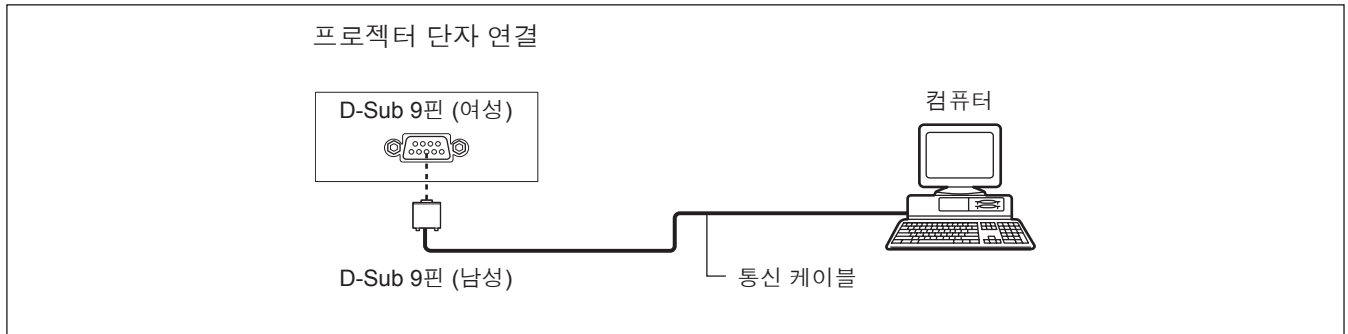 프로젝터 단자 연결
D-Sub 9핀 (여성)
컴퓨터
D-Sub 9핀 (남성)
통신 케이블